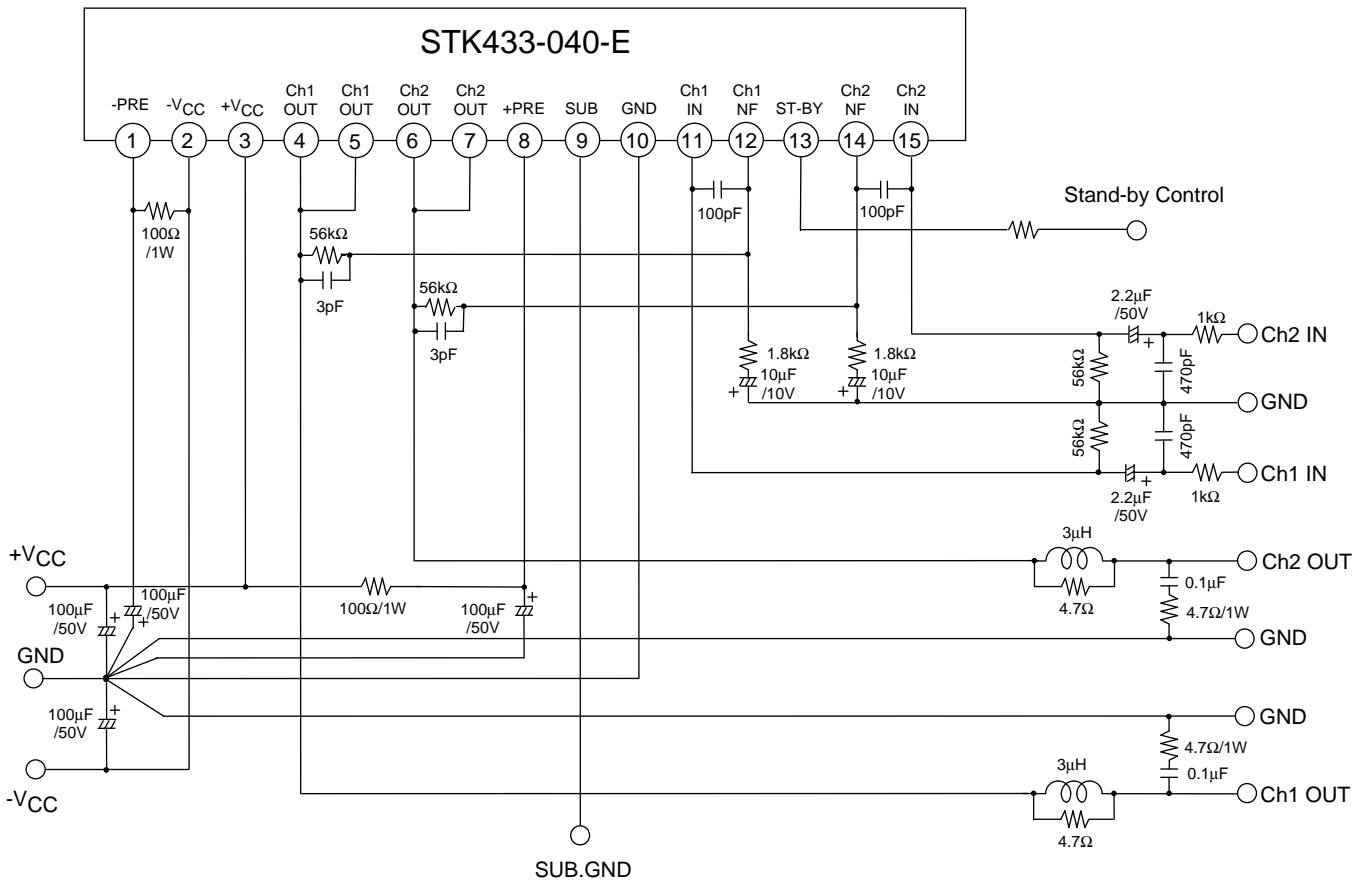 STK433-040-E
-PRE
-VCC
+VCC
Ch1
OUT
Ch1
OUT
Ch2
OUT
Ch2
OUT
+PRE
SUB
GND
Ch1
IN
Ch1
NF
ST-BY
Ch2
NF
Ch2
IN
1
2
3
4
5
6
7
8
9
10
11
12
13
14
15
100Ω
/1W
100pF
100pF
Stand-by Control
56kΩ
3pF
56kΩ
3pF
1.8kΩ
10µF
/10V
+
1.8kΩ
10µF
/10V
+
2.2µF
/50V
+
1kΩ
Ch2 IN
56kΩ
470pF
GND
56kΩ
470pF
Ch1 IN
2.2µF
/50V
+
1kΩ
3µH
4.7Ω
Ch2 OUT
0.1µF
4.7Ω/1W
GND
+VCC
100µF
/50V
+
100µF
/50V
+
100Ω/1W
100µF
/50V
+
GND
100µF
/50V
+
-VCC
GND
4.7Ω/1W
0.1µF
3µH
4.7Ω
Ch1 OUT
SUB.GND